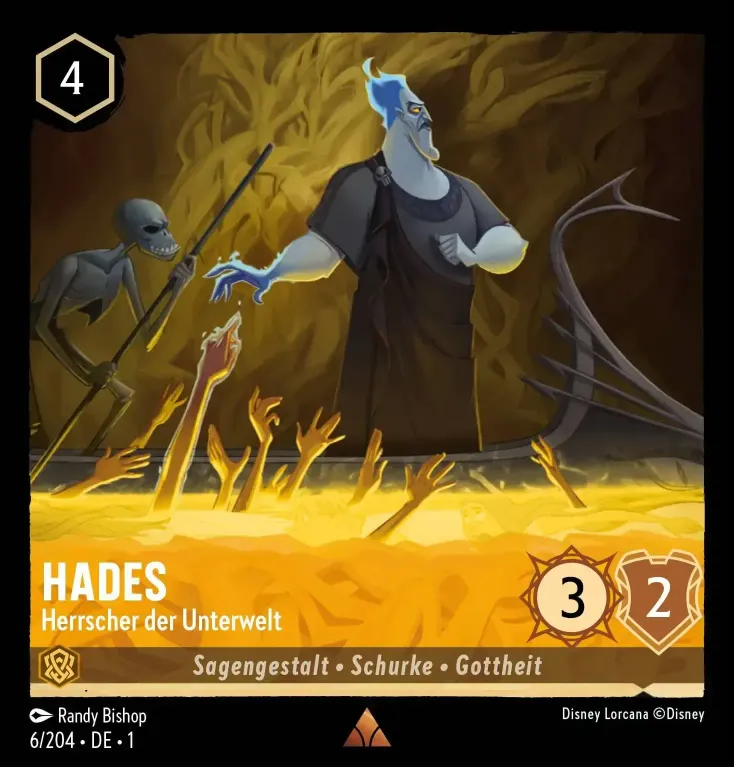 4
HADES
Herrscher der Unterwelt
3
2
Sagengestalt • Schurke • Gottheit
Randy Bishop
Disney Lorcana ©Disney
6/204 • DE • 1